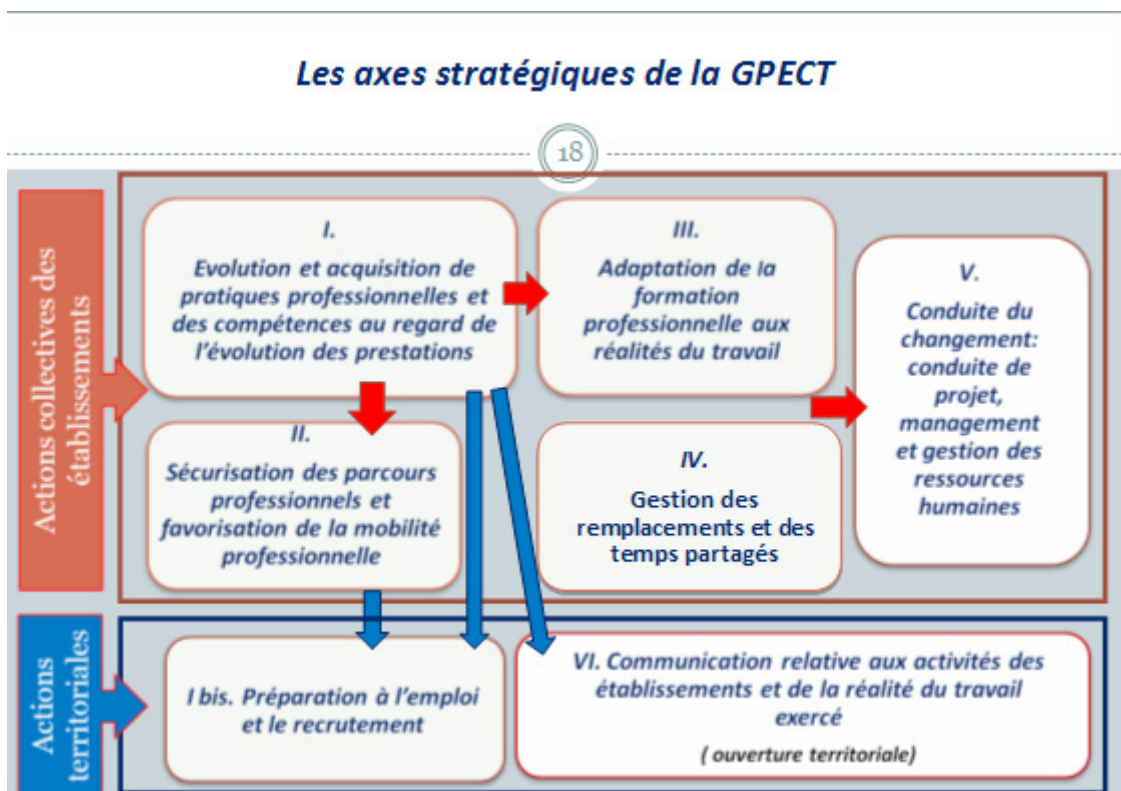 Les axes stratégiques de la GPECT
18
Actions collectives des
établissements
I.
Evolution et acquisition de
pratiques professionnelles et
des compétences au regard de
l'évolution des prestations
II.
Sécurisation des parcours
professionnels et
favorisation de la mobilité
professionnelle
III.
Adaptation de la
formation
professionnelle aux
réalités du travail
IV.
Gestion des
remplacements et des
temps partagés
V.
Conduite du
changement:
conduite de
projet,
management
et gestion des
ressources
humaines
Actions
territoriales
I bis. Préparation à l'emploi
et le recrutement
VI. Communication relative aux activités des
établissements et de la réalité du travail
exercé
( ouverture territoriale)